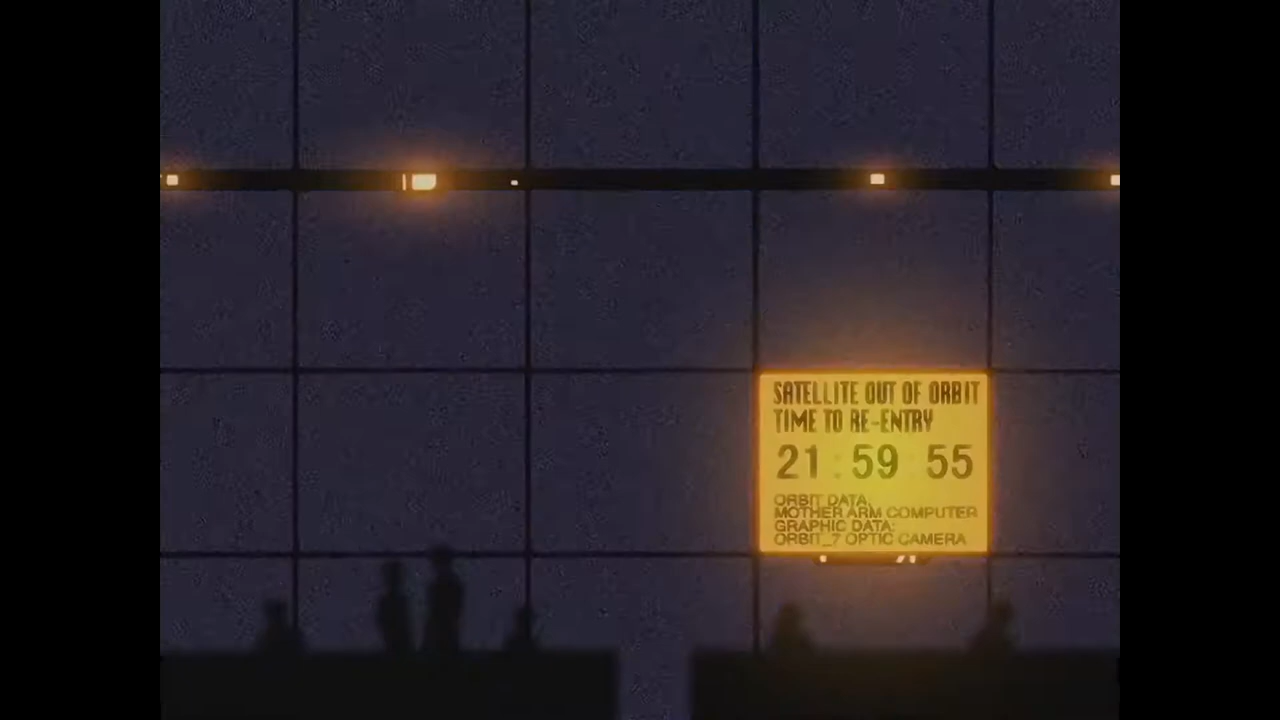 SATELLITE OUT OF ORBIT
TIME TO RE-ENTRY
21:59 55
ORBIT DATA:
MOTHER ARM COMPUTER
GRAPHIC DATA:
ORBIT_7 OPTIC CAMERA